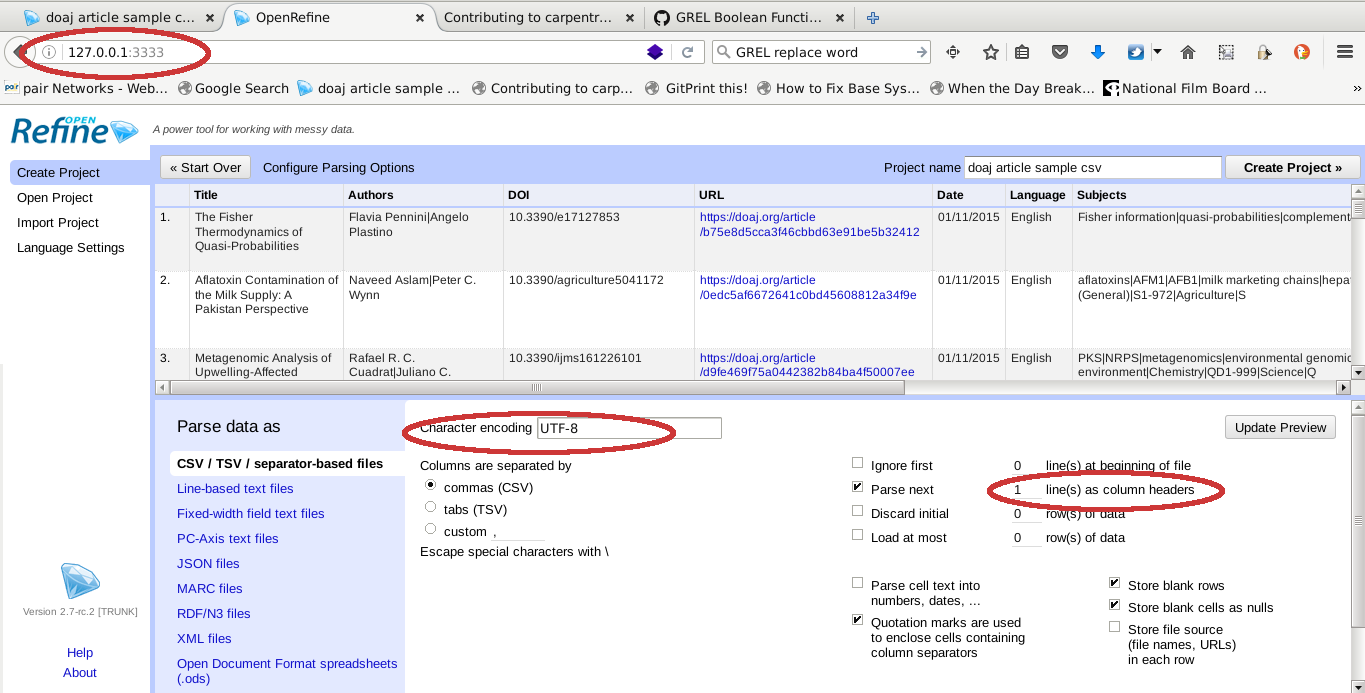 doaj article sample c... × OpenRefine × Contributing to carpentr... × GREL Boolean Functi... ×
127.0.0.1:3333 GREL replace word
pair pair Networks - Web... Google Search doaj article sample ... Contributing to carp... GitPrint this! How to Fix Base Sys... When the Day Break... National Film Board ... »
OPEN
Refine A power tool for working with messy data.
Create Project
Open Project
Import Project
Language Settings
« Start Over Configure Parsing Options Project name doaj article sample csv Create Project »
Title Authors DOI URL Date Language Subjects
1. The Fisher Flavia Pennini|Angelo 10.3390/e17127853 https://doaj.org/article 01/11/2015 English Fisher information|quasi-probabilities|complement
Thermodynamics of Plastino /b75e8d5cca3f46cbbd63e91be5b32412
Quasi-Probabilities
2. Aflatoxin Contamination of Naveed Aslam|Peter C. 10.3390/agriculture5041172 https://doaj.org/article 01/11/2015 English aflatoxins|AFM1|AFB1|milk marketing chains|hepa
the Milk Supply: A Wynn /0edc5af6672641c0bd45608812a34f9e (General)|S1-972|Agriculture|S
Pakistan Perspective
3. Metagenomic Analysis of Rafael R. C. 10.3390/ijms161226101 https://doaj.org/article 01/11/2015 English PKS|NRPS|metagenomics|environmental genomic
Upwelling-Affected Cuadrat|Juliano C. /d9fe469f75a0442382b84ba4f50007ee environment|Chemistry|QD1-999|Science|Q
Parse data as
CSV / TSV / separator-based files
Line-based text files
Fixed-width field text files
PC-Axis text files
JSON files
MARC files
RDF/N3 files
XML files
Open Document Format spreadsheets
(.ods)
Character encoding UTF-8 Update Preview
Columns are separated by
commas (CSV)
tabs (TSV)
custom ,
Escape special characters with \
Ignore first 0 line(s) at beginning of file
Parse next 1 line(s) as column headers
Discard initial 0 row(s) of data
Load at most 0 row(s) of data
Parse cell text into
numbers, dates, ...
Quotation marks are used
to enclose cells containing
column separators
Store blank rows
Store blank cells as nulls
Store file source
(file names, URLs)
in each row
Version 2.7-rc.2 [TRUNK]
Help
About